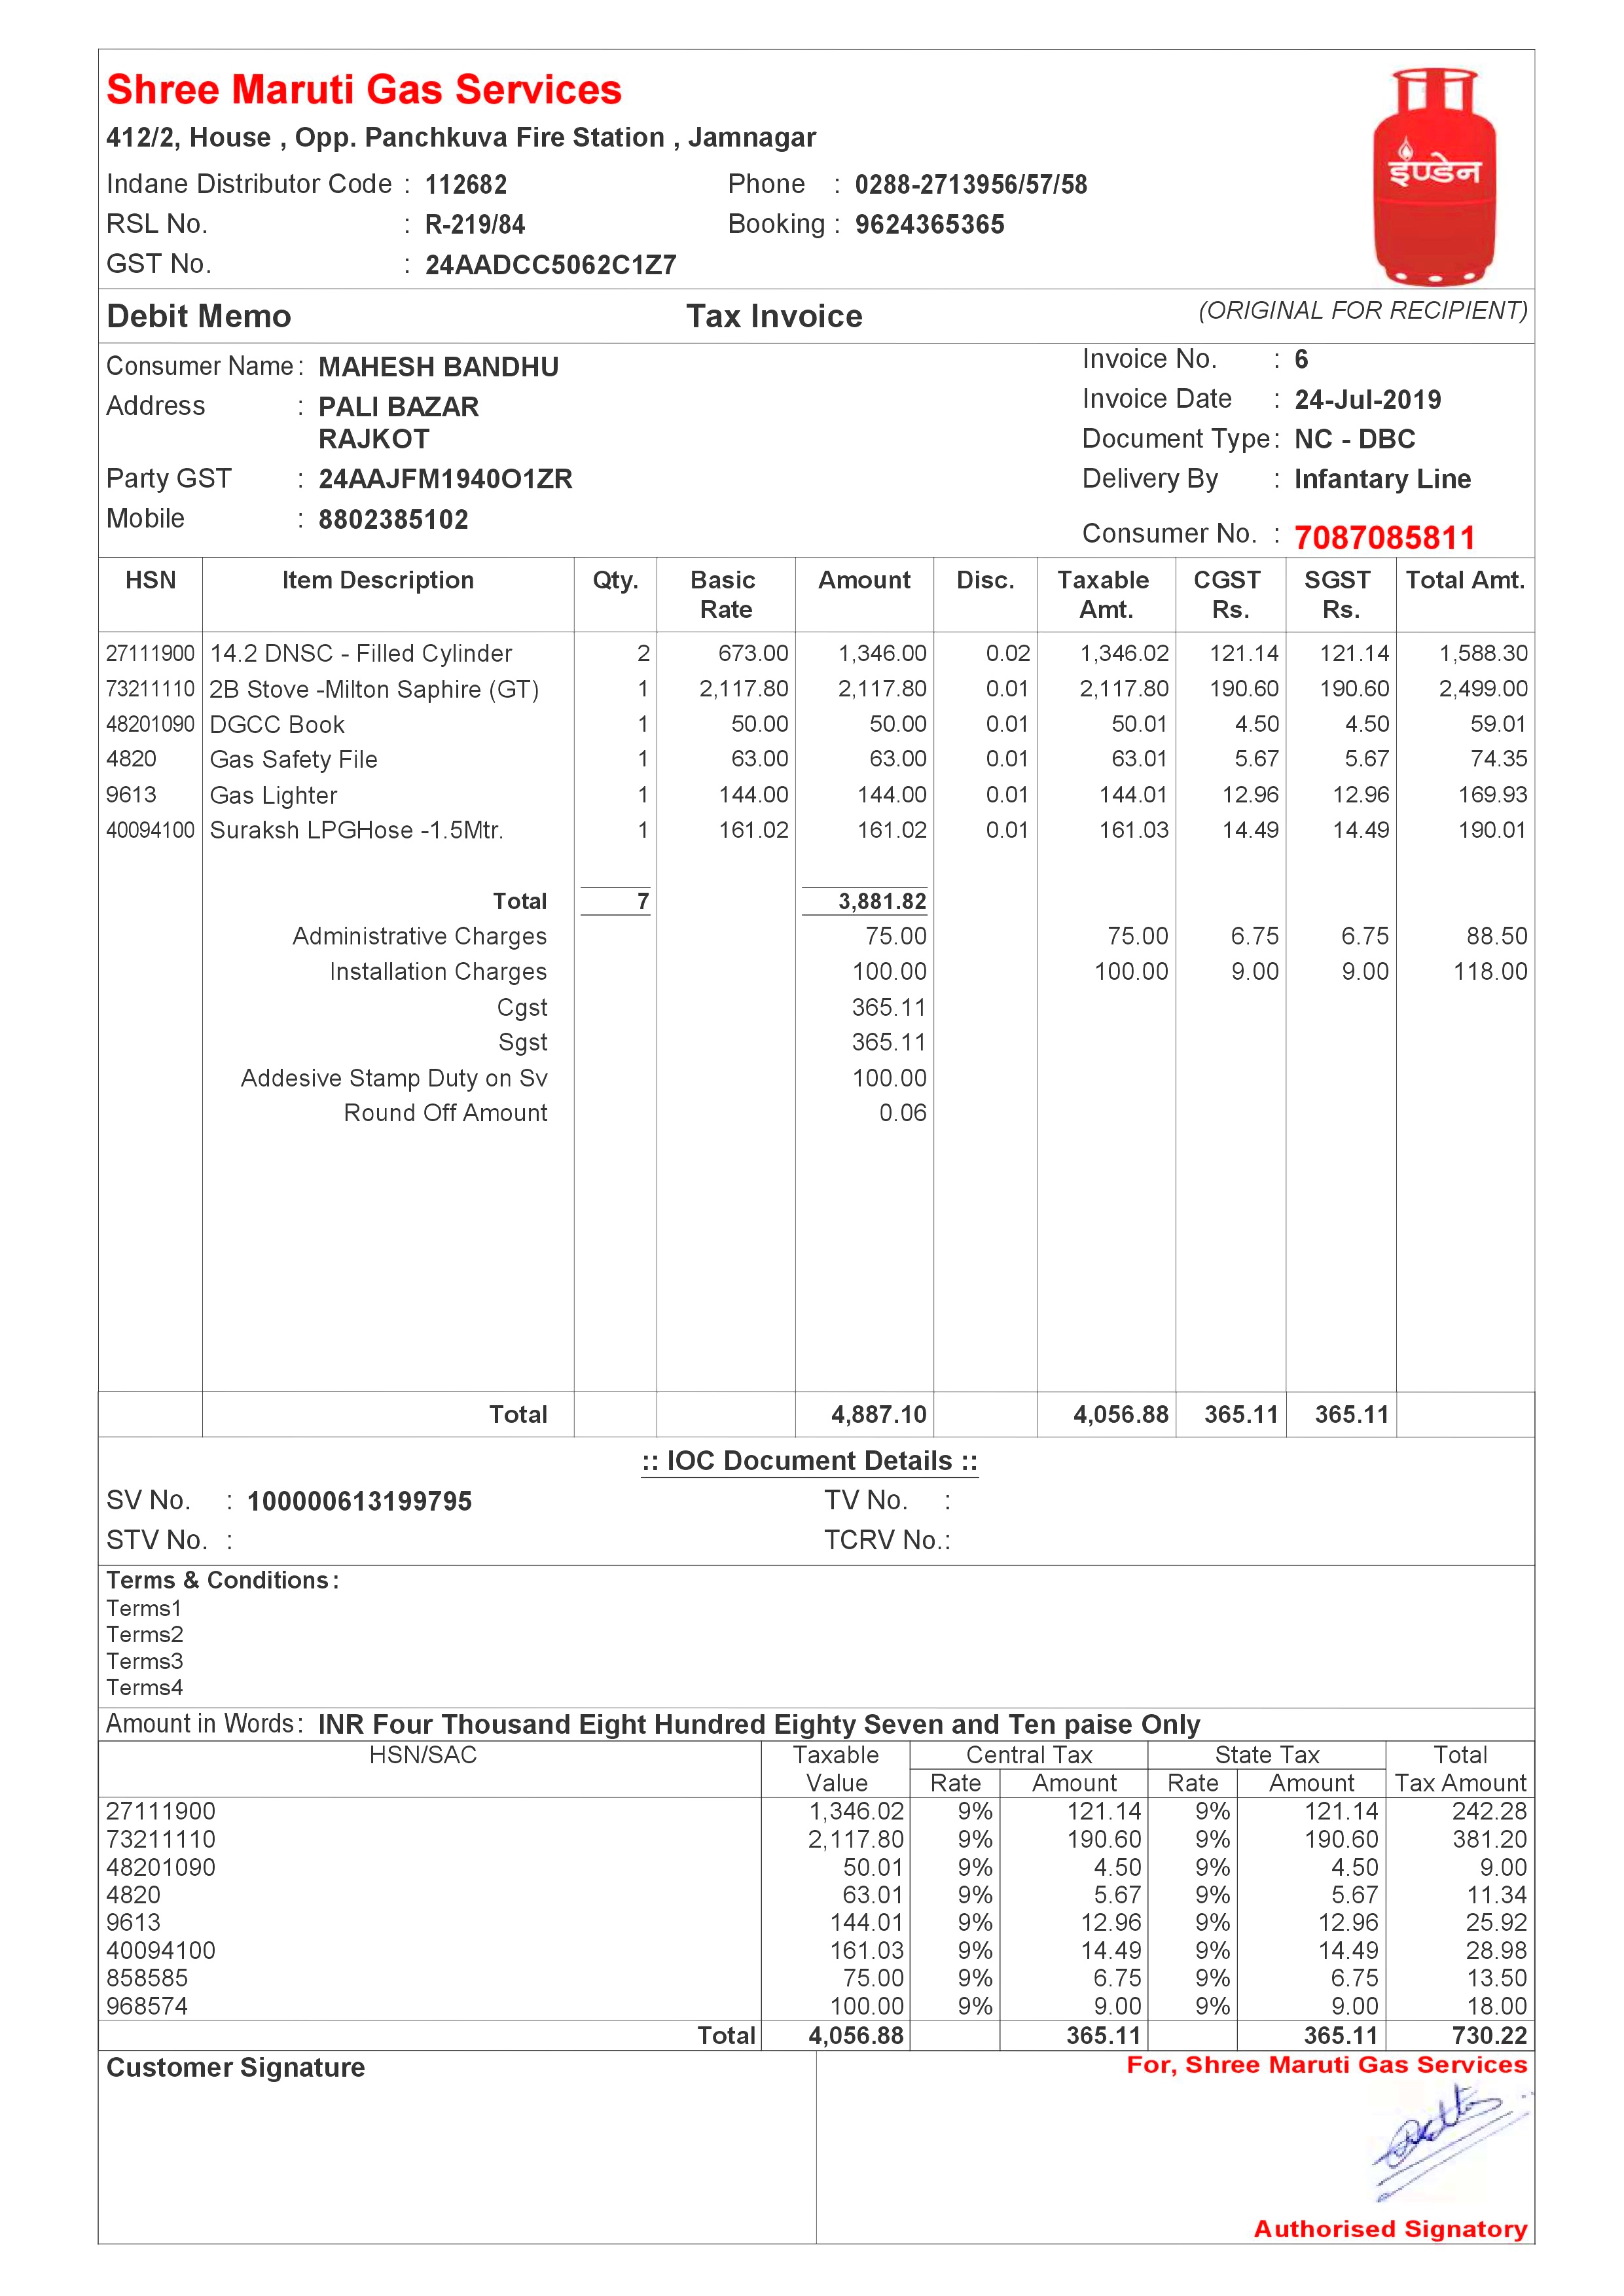 Shree Maruti Gas Services
412/2, House , Opp. Panchkuva Fire Station , Jamnagar
Indane Distributor Code : 112682 Phone : 0288-2713956/57/58
RSL No. : R-219/84 Booking : 9624365365
GST No. : 24AADCC5062C1Z7
इण्डेन
Debit Memo Tax Invoice (ORIGINAL FOR RECIPIENT)
Consumer Name : MAHESH BANDHU
Address : PALI BAZAR
RAJKOT
Party GST : 24AAJFM1940O1ZR
Mobile : 8802385102
Invoice No. : 6
Invoice Date : 24-Jul-2019
Document Type : NC - DBC
Delivery By : Infantary Line
Consumer No. : 7087085811
HSN Item Description Qty. Basic Rate Amount Disc. Taxable Amt. CGST Rs. SGST Rs. Total Amt.
27111900 14.2 DNSC - Filled Cylinder 2 673.00 1,346.00 0.02 1,346.02 121.14 121.14 1,588.30
73211110 2B Stove -Milton Saphire (GT) 1 2,117.80 2,117.80 0.01 2,117.80 190.60 190.60 2,499.00
48201090 DGCC Book 1 50.00 50.00 0.01 50.01 4.50 4.50 59.01
4820 Gas Safety File 1 63.00 63.00 0.01 63.01 5.67 5.67 74.35
9613 Gas Lighter 1 144.00 144.00 0.01 144.01 12.96 12.96 169.93
40094100 Suraksh LPGHose -1.5Mtr. 1 161.02 161.02 0.01 161.03 14.49 14.49 190.01
Total 7 3,881.82
Administrative Charges 75.00 75.00 6.75 6.75 88.50
Installation Charges 100.00 100.00 9.00 9.00 118.00
Cgst 365.11
Sgst 365.11
Addesive Stamp Duty on Sv 100.00
Round Off Amount 0.06
Total 4,887.10 4,056.88 365.11 365.11
:: IOC Document Details ::
SV No. : 100000613199795 TV No. :
STV No. : TCRV No.:
Terms & Conditions :
Terms1
Terms2
Terms3
Terms4
Amount in Words : INR Four Thousand Eight Hundred Eighty Seven and Ten paise Only
HSN/SAC Taxable Value Central Tax State Tax Total Tax Amount
Rate Amount Rate Amount
27111900 1,346.02 9% 121.14 9% 121.14 242.28
73211110 2,117.80 9% 190.60 9% 190.60 381.20
48201090 50.01 9% 4.50 9% 4.50 9.00
4820 63.01 9% 5.67 9% 5.67 11.34
9613 144.01 9% 12.96 9% 12.96 25.92
40094100 161.03 9% 14.49 9% 14.49 28.98
858585 75.00 9% 6.75 9% 6.75 13.50
968574 100.00 9% 9.00 9% 9.00 18.00
Total 4,056.88 365.11 365.11 730.22
Customer Signature For, Shree Maruti Gas Services
Authorised Signatory